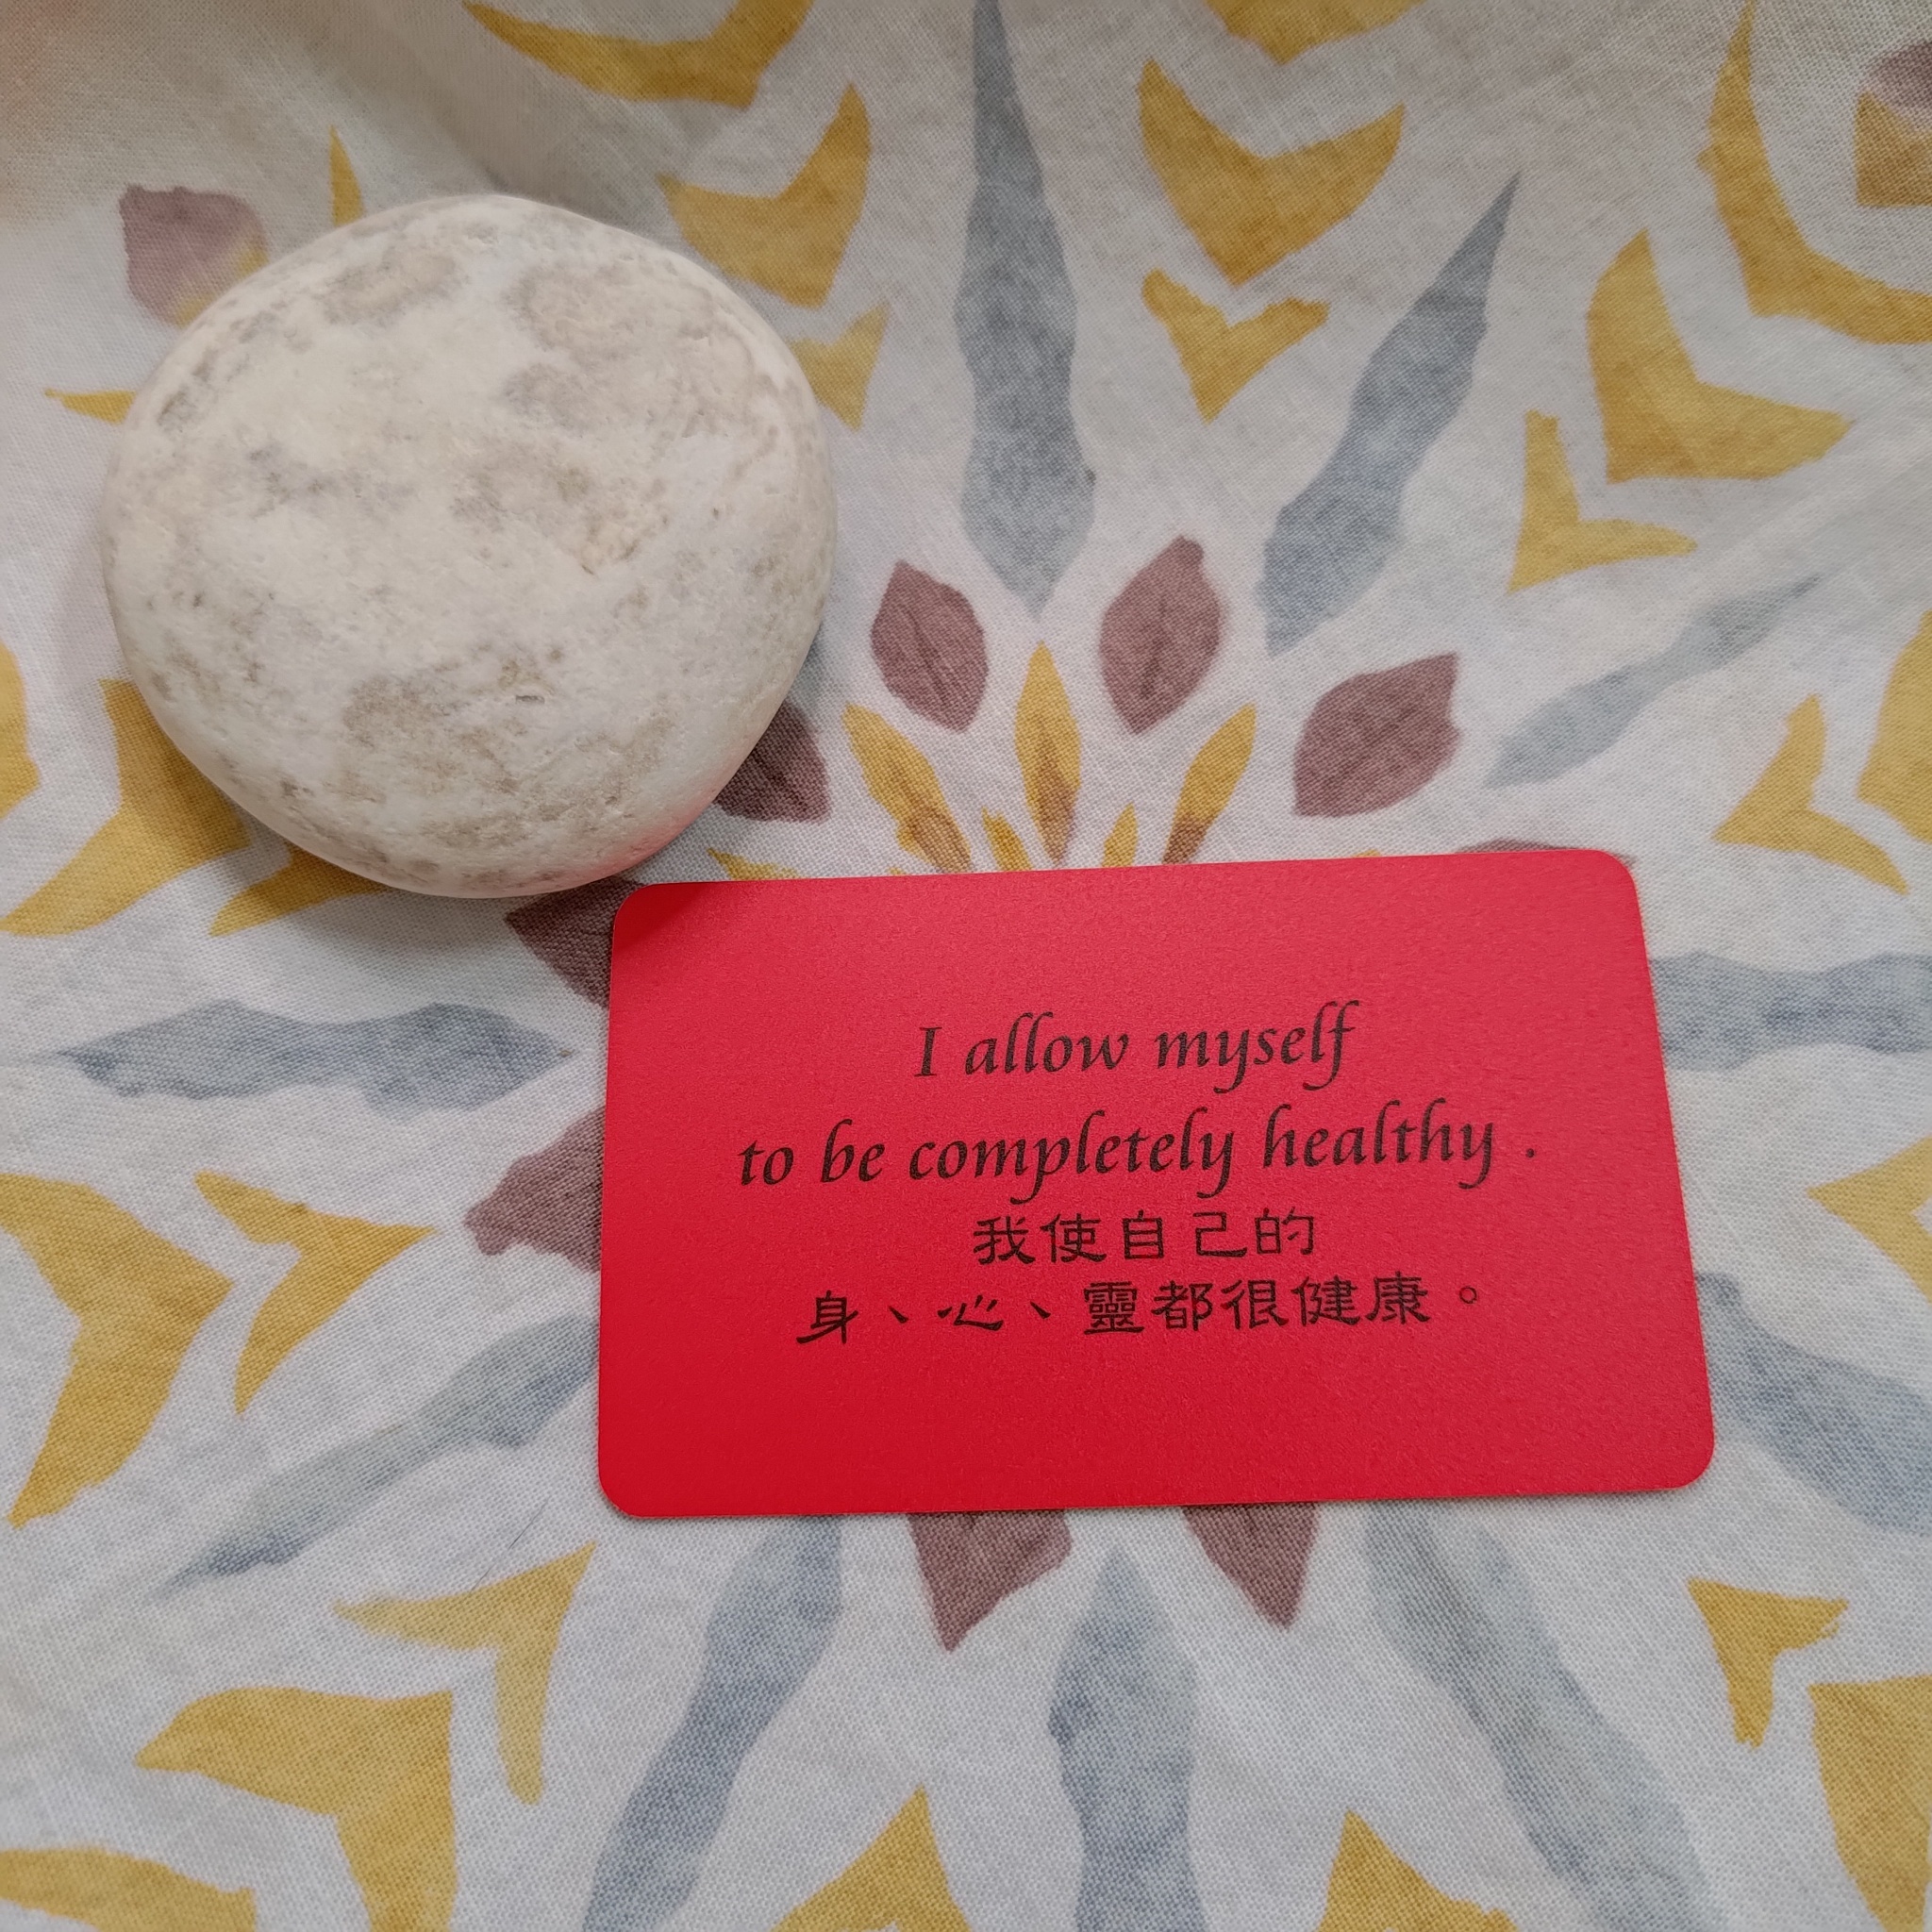 I allow myself
to be completely healthy .
我使自己的
身、心、靈都很健康。